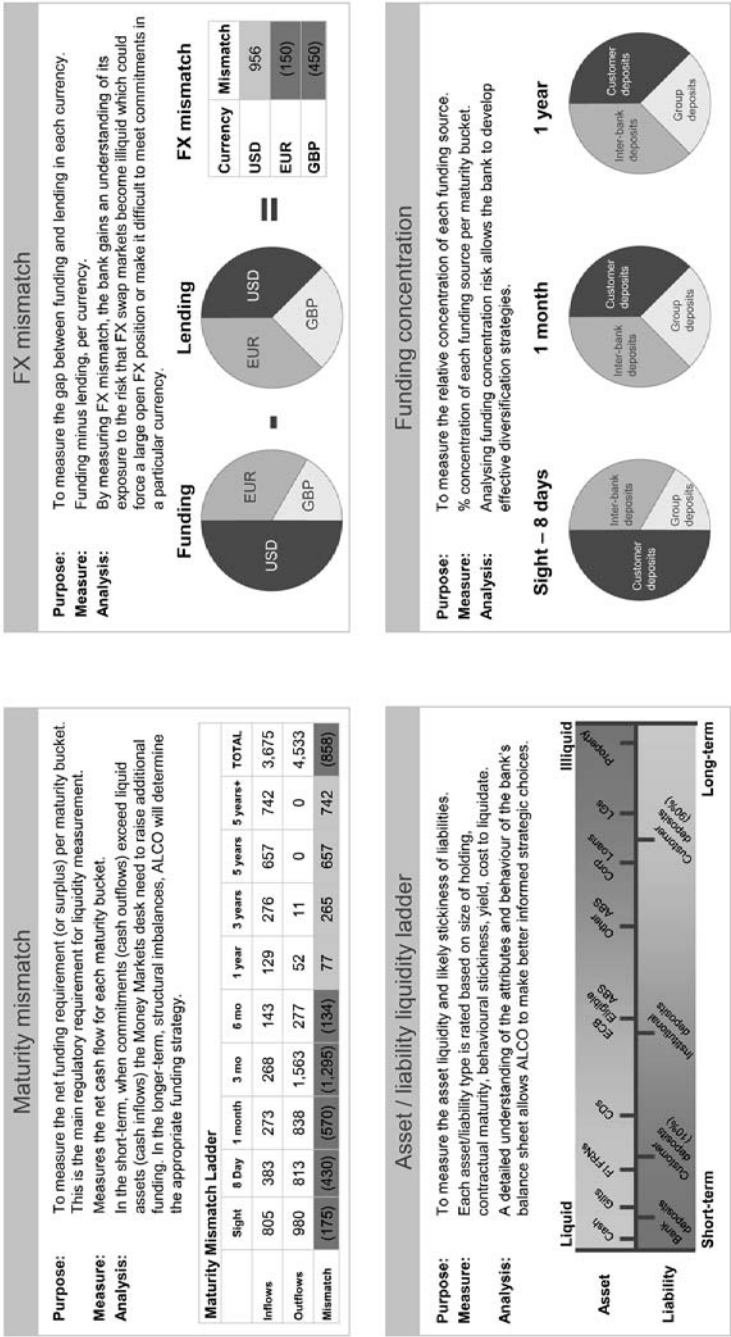 Maturity mismatch
Purpose: To measure the net funding requirement (or surplus) per maturity bucket.
This is the main regulatory requirement for liquidity measurement.
Measure: Measures the net cash flow for each maturity bucket.
Analysis: In the short-term, when commitments (cash outflows) exceed liquid
assets (cash inflows) the Money Markets desk need to raise additional
funding. In the longer-term, structural imbalances, ALCO will determine
the appropriate funding strategy.
Maturity Mismatch Ladder
Sight 8 Day 1 month 3 mo 6 mo 1 year 3 years 5 years 5 years+ TOTAL
Inflows 805 383 273 268 143 129 276 657 742 3,675
Outflows 980 813 838 1,563 277 52 11 0 0 4,533
Mismatch (175) (430) (570) (1,295) (134) 77 265 657 742 (858)
FX mismatch
Purpose: To measure the gap between funding and lending in each currency.
Measure: Funding minus lending, per currency.
Analysis: By measuring FX mismatch, the bank gains an understanding of its
exposure to the risk that FX swap markets become illiquid which could
force a large open FX position or make it difficult to meet commitments in
a particular currency.
Funding - Lending = FX mismatch
USD EUR GBP
EUR USD GBP
Currency Mismatch
USD 956
EUR (150)
GBP (450)
Asset / liability liquidity ladder
Purpose: To measure the asset liquidity and likely stickiness of liabilities.
Measure: Each asset/liability type is rated based on size of holding,
contractual maturity, behavioural stickiness, yield, cost to liquidate.
Analysis: A detailed understanding of the attributes and behaviour of the bank's
balance sheet allows ALCO to make better informed strategic choices.
Liquid Illiquid
Asset
Cash
Gilts
FI FRNs
CDs
ECB
Eligible
ABS
Other
ABS
Corp
Loans
LGs
Property
Liability
Bank
deposits
Customer
deposits
(10%)
Institutional
deposits
Customer
deposits
(90%)
Short-term Long-term
Funding concentration
Purpose: To measure the relative concentration of each funding source.
Measure: % concentration of each funding source per maturity bucket.
Analysis: Analysing funding concentration risk allows the bank to develop
effective diversification strategies.
Sight – 8 days 1 month 1 year
Customer
deposits
Inter-bank
deposits
Group
deposits
Inter-bank
deposits
Customer
deposits
Group
deposits
Inter-bank
deposits
Customer
deposits
Group
deposits